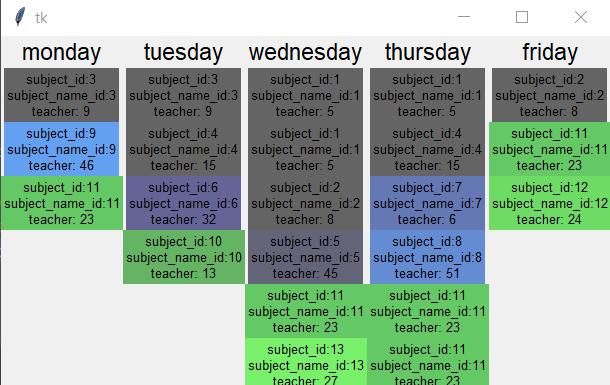 tk
monday
tuesday
wednesday
thursday
friday
subject_id:3
subject_name_id:3
teacher: 9
subject_id:9
subject_name_id:9
teacher: 46
subject_id:11
subject_name_id:11
teacher: 23
subject_id:3
subject_name_id:3
teacher: 9
subject_id:4
subject_name_id:4
teacher: 15
subject_id:6
subject_name_id:6
teacher: 32
subject_id:10
subject_name_id:10
teacher: 13
subject_id:1
subject_name_id:1
teacher: 5
subject_id:1
subject_name_id:1
teacher: 5
subject_id:2
subject_name_id:2
teacher: 8
subject_id:5
subject_name_id:5
teacher: 45
subject_id:11
subject_name_id:11
teacher: 23
subject_id:13
subject_name_id:13
teacher: 27
subject_id:1
subject_name_id:1
teacher: 5
subject_id:4
subject_name_id:4
teacher: 15
subject_id:7
subject_name_id:7
teacher: 6
subject_id:8
subject_name_id:8
teacher: 51
subject_id:11
subject_name_id:11
teacher: 23
subject_id:11
subject_name_id:11
teacher: 23
subject_id:2
subject_name_id:2
teacher: 8
subject_id:11
subject_name_id:11
teacher: 23
subject_id:12
subject_name_id:12
teacher: 24